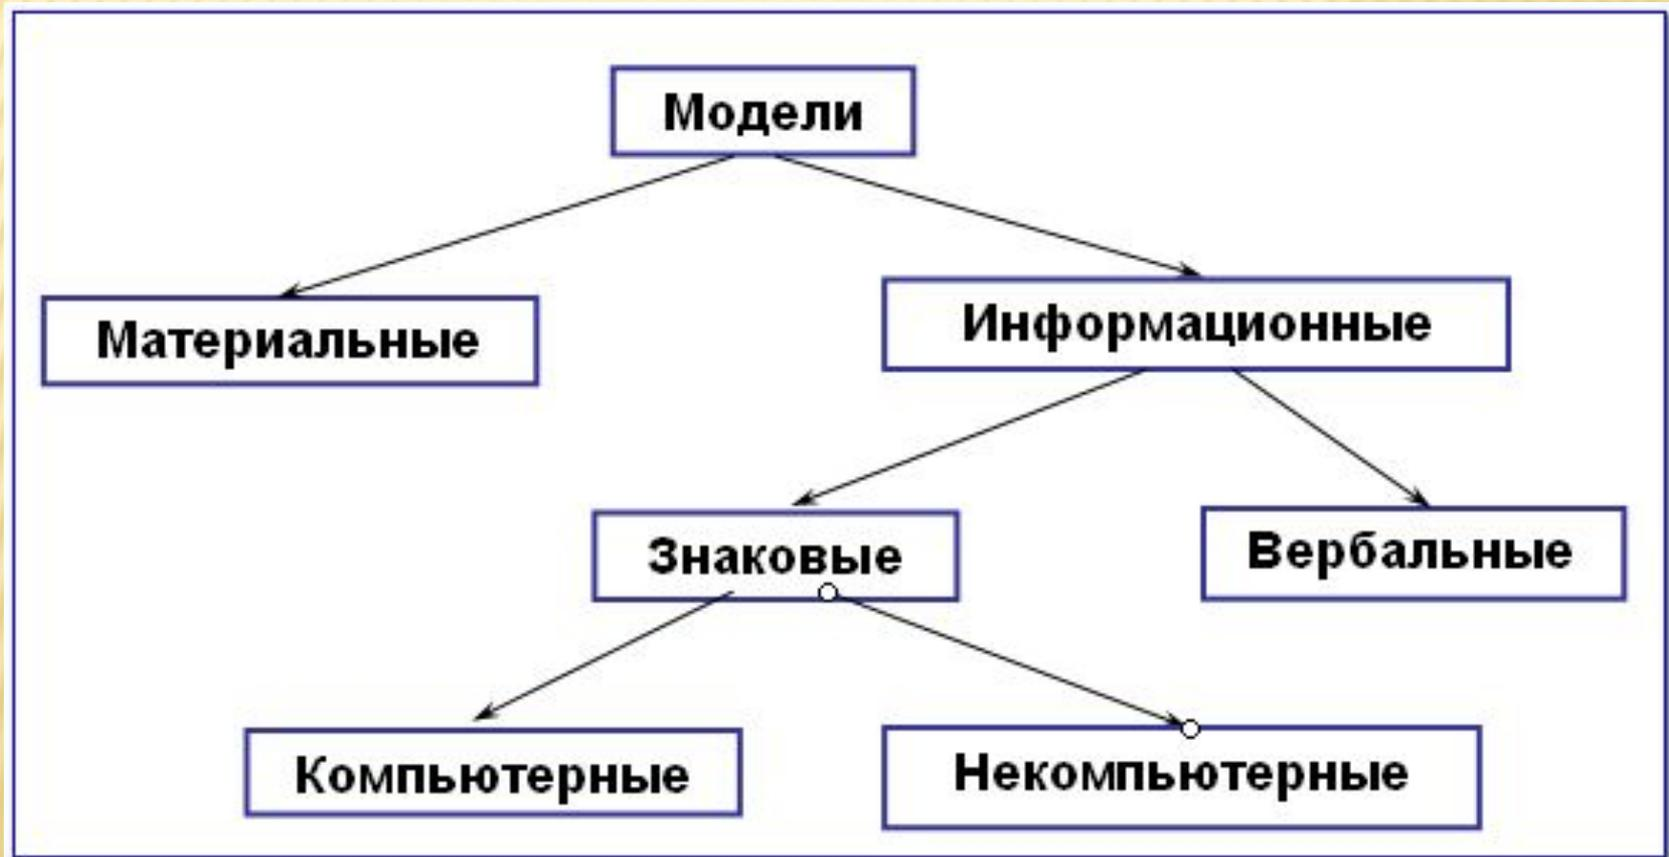 Модели
Материальные
Информационные
Знаковые
Вербальные
Компьютерные
Некомпьютерные